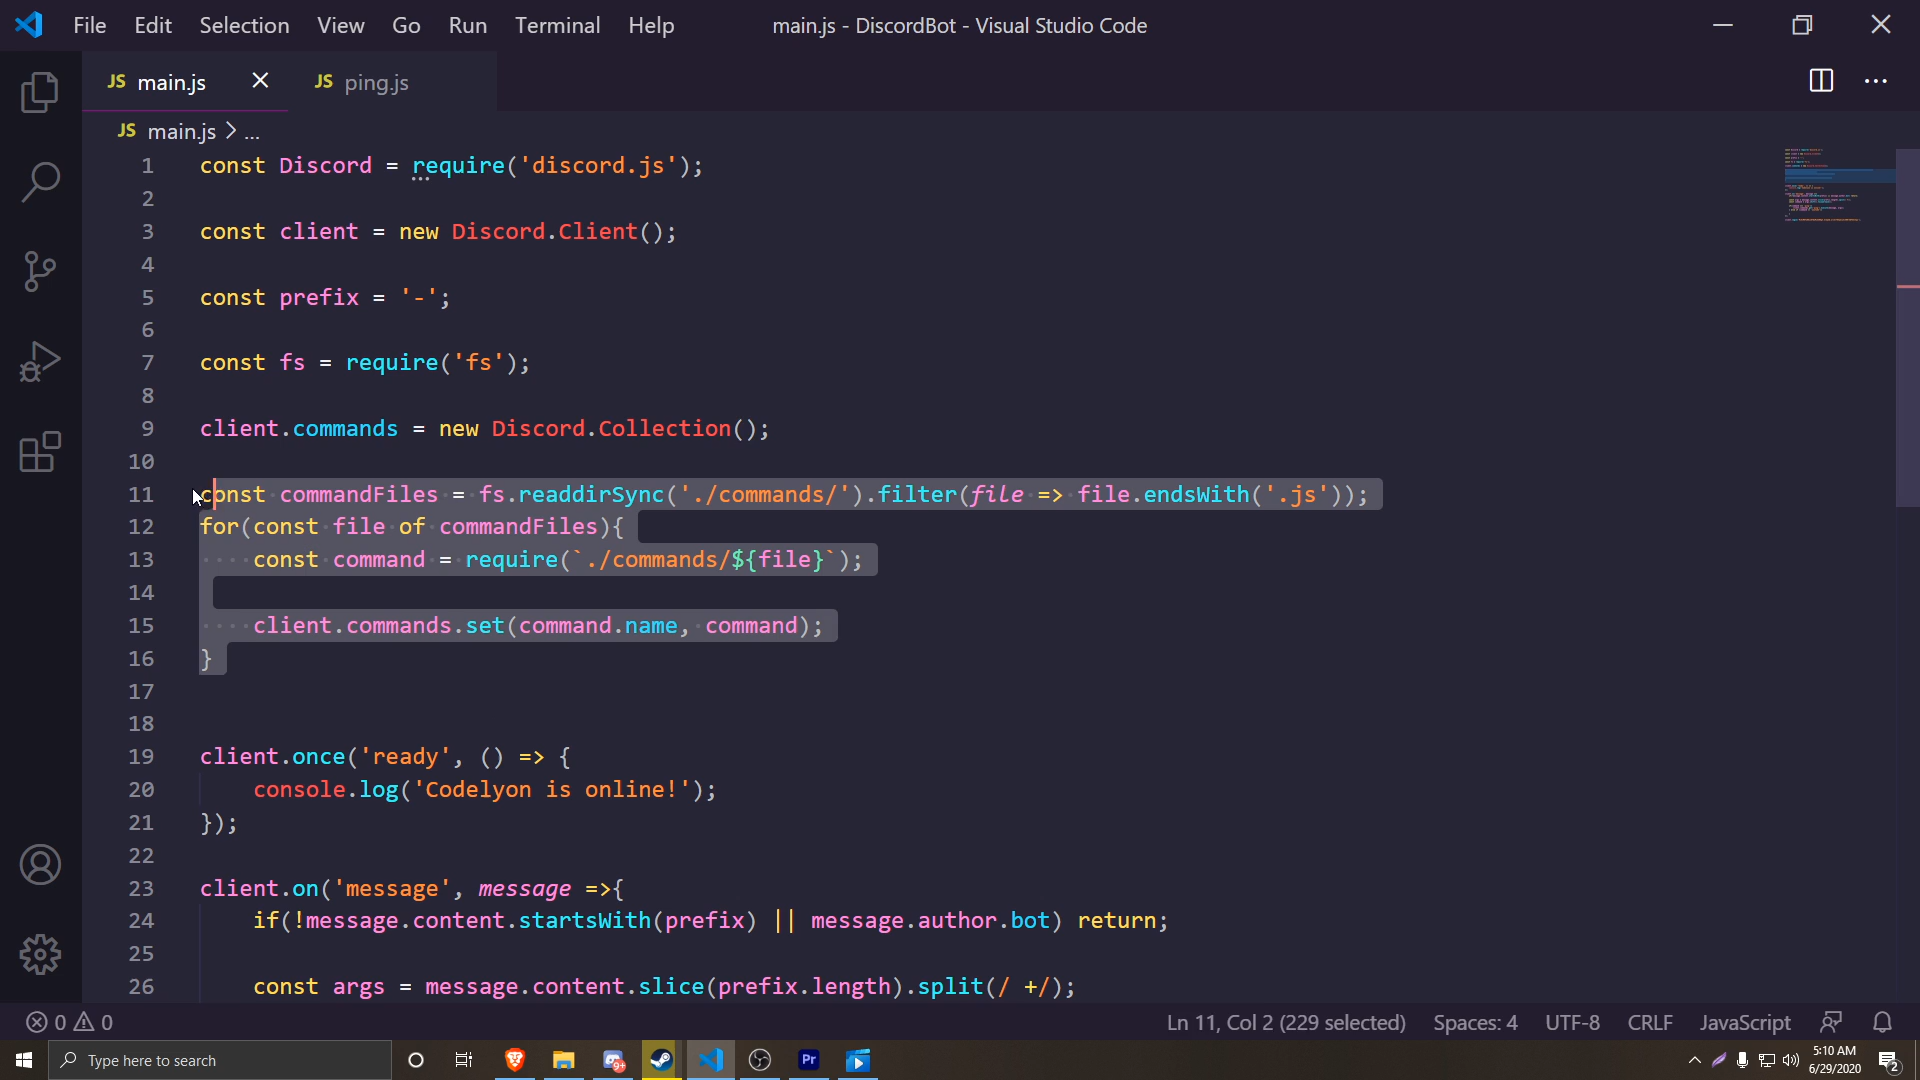 File Edit Selection View Go Run Terminal Help main.js - DiscordBot - Visual Studio Code
JS main.js JS ping.js
JS main.js > ...
1 const Discord = require('discord.js');
2
3 const client = new Discord.Client();
4
5 const prefix = '-';
6
7 const fs = require('fs');
8
9 client.commands = new Discord.Collection();
10
11 const commandFiles = fs.readdirSync('./commands/').filter(file => file.endsWith('.js'));
12 for(const file of commandFiles){
13 const command = require(`./commands/${file}`);
14
15 client.commands.set(command.name, command);
16 }
17
18
19 client.once('ready', () => {
20 console.log('Codelyon is online!');
21 });
22
23 client.on('message', message =>{
24 if(!message.content.startsWith(prefix) || message.author.bot) return;
25
26 const args = message.content.slice(prefix.length).split(/ +/);
0 0 Ln 11, Col 2 (229 selected) Spaces: 4 UTF-8 CRLF JavaScript
Type here to search 9+ Pr 5:10 AM
6/29/2020 2